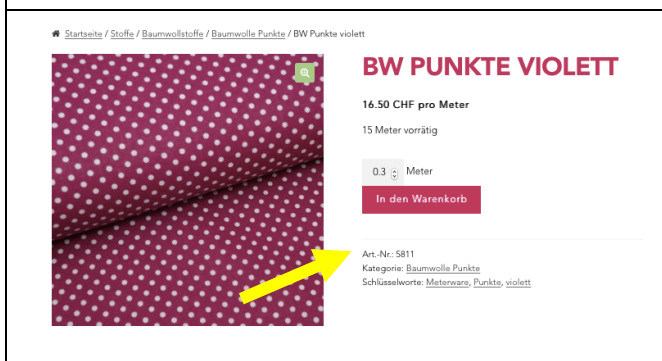 Startseite / Stoffe / Baumwollstoffe / Baumwolle Punkte / BW Punkte violett
BW PUNKTE VIOLETT
16.50 CHF pro Meter
15 Meter vorrätig
0.3 Meter
In den Warenkorb
Art.-Nr.: 5811
Kategorie: Baumwolle Punkte
Schlüsselworte: Meterware, Punkte, violett